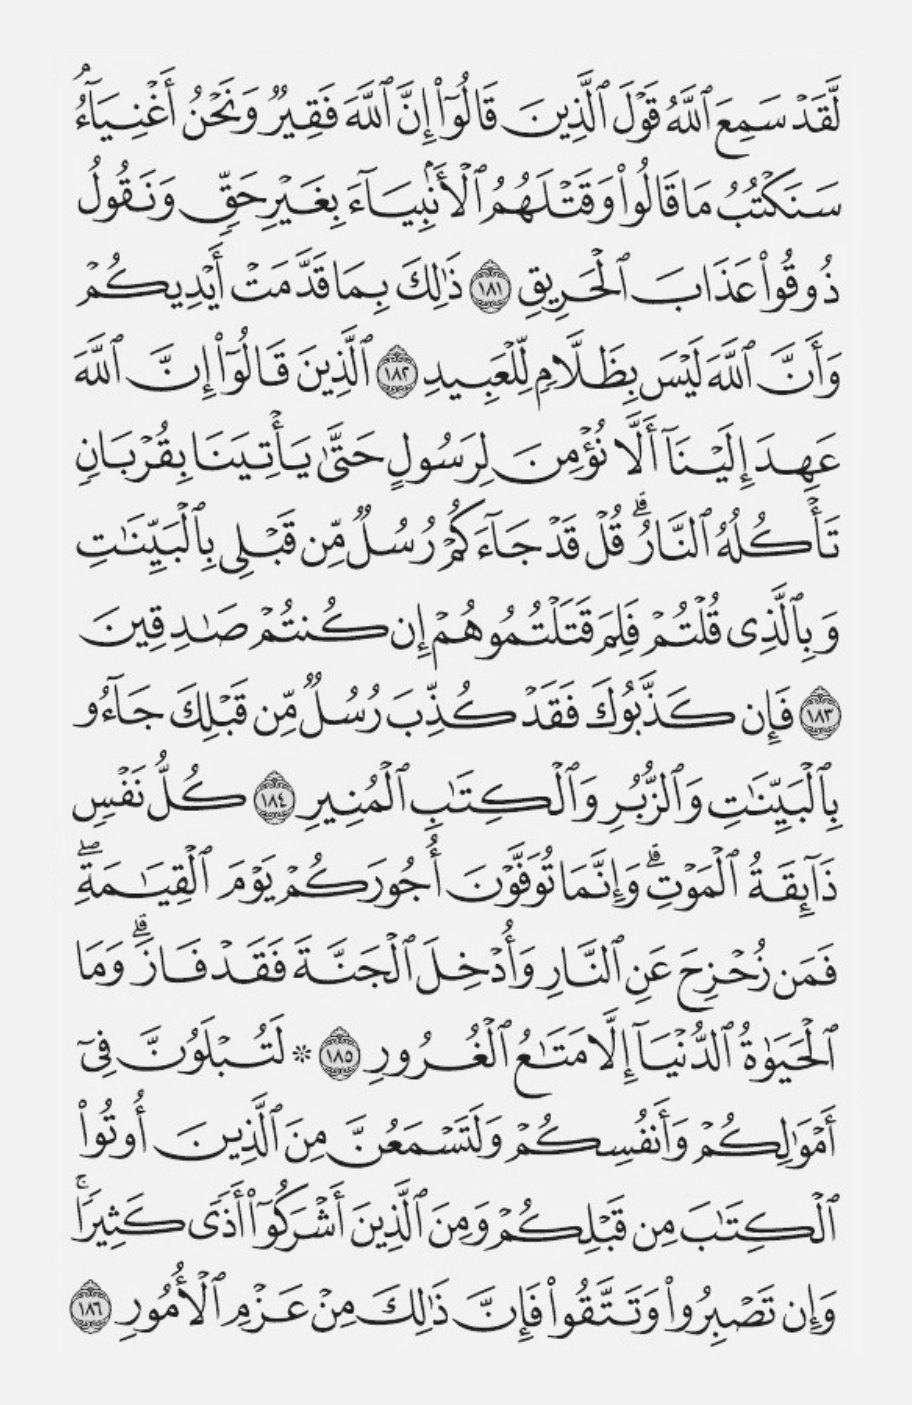 لَّقَدْ سَمِعَ ٱللَّهُ قَوْلَ ٱلَّذِينَ قَالُوٓا۟ إِنَّ ٱللَّهَ فَقِيرٌ وَنَحْنُ أَغْنِيَآءُ ۘ
سَنَكْتُبُ مَا قَالُوا۟ وَقَتْلَهُمُ ٱلْأَنۢبِيَآءَ بِغَيْرِ حَقٍّ وَنَقُولُ
ذُوقُوا۟ عَذَابَ ٱلْحَرِيقِ ١٨١ ذَٰلِكَ بِمَا قَدَّمَتْ أَيْدِيكُمْ
وَأَنَّ ٱللَّهَ لَيْسَ بِظَلَّامٍ لِّلْعَبِيدِ ١٨٢ ٱلَّذِينَ قَالُوٓا۟ إِنَّ ٱللَّهَ
عَهِدَ إِلَيْنَآ أَلَّا نُؤْمِنَ لِرَسُولٍ حَتَّىٰ يَأْتِيَنَا بِقُرْبَانٍ
تَأْكُلُهُ ٱلنَّارُ ۗ قُلْ قَدْ جَآءَكُمْ رُسُلٌ مِّن قَبْلِى بِٱلْبَيِّنَٰتِ
وَبِٱلَّذِى قُلْتُمْ فَلِمَ قَتَلْتُمُوهُمْ إِن كُنتُمْ صَٰدِقِينَ
١٨٣ فَإِن كَذَّبُوكَ فَقَدْ كُذِّبَ رُسُلٌ مِّن قَبْلِكَ جَآءُو
بِٱلْبَيِّنَٰتِ وَٱلزُّبُرِ وَٱلْكِتَٰبِ ٱلْمُنِيرِ ١٨٤ كُلُّ نَفْسٍ
ذَآئِقَةُ ٱلْمَوْتِ ۗ وَإِنَّمَا تُوَفَّوْنَ أُجُورَكُمْ يَوْمَ ٱلْقِيَٰمَةِ ۖ
فَمَن زُحْزِحَ عَنِ ٱلنَّارِ وَأُدْخِلَ ٱلْجَنَّةَ فَقَدْ فَازَ ۗ وَمَا
ٱلْحَيَوٰةُ ٱلدُّنْيَآ إِلَّا مَتَٰعُ ٱلْغُرُورِ ١٨٥ ۞ لَتُبْلَوُنَّ فِىٓ
أَمْوَٰلِكُمْ وَأَنفُسِكُمْ وَلَتَسْمَعُنَّ مِنَ ٱلَّذِينَ أُوتُوا۟
ٱلْكِتَٰبَ مِن قَبْلِكُمْ وَمِنَ ٱلَّذِينَ أَشْرَكُوٓا۟ أَذًى كَثِيرًا ۚ
وَإِن تَصْبِرُوا۟ وَتَتَّقُوا۟ فَإِنَّ ذَٰلِكَ مِنْ عَزْمِ ٱلْأُمُورِ ١٨٦